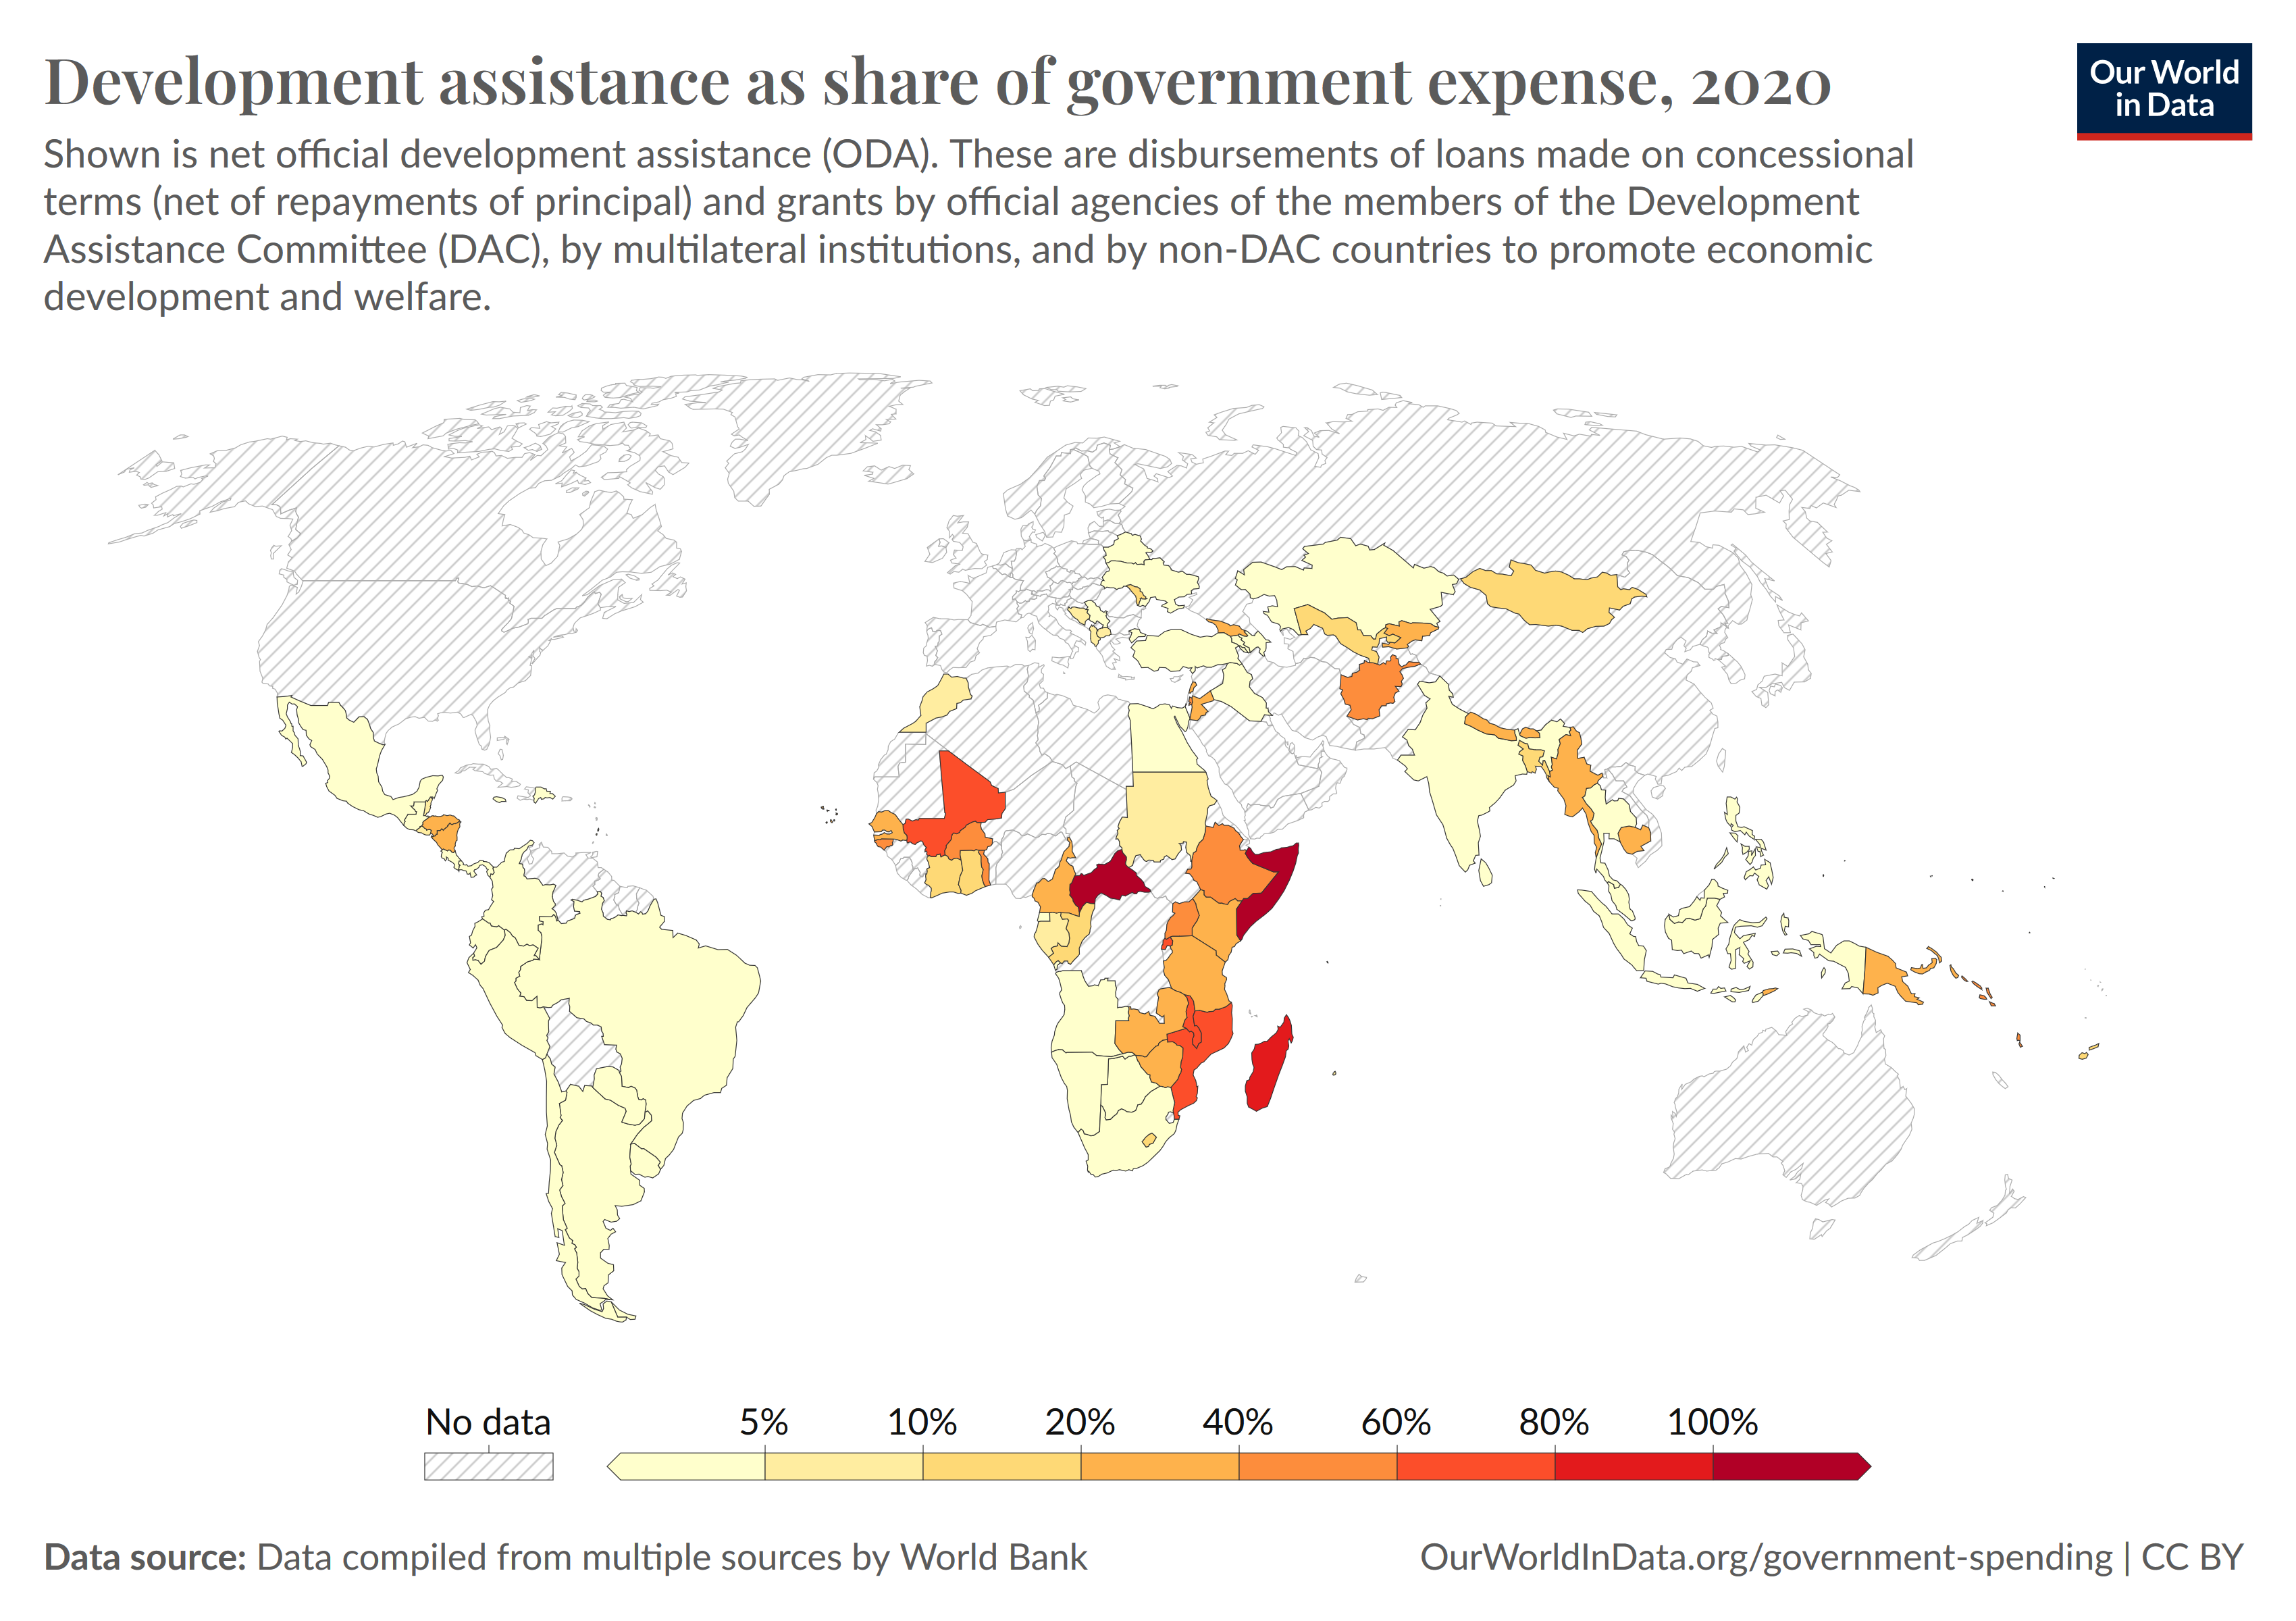 Development assistance as share of government expense, 2020
Our World
in Data
Shown is net official development assistance (ODA). These are disbursements of loans made on concessional
terms (net of repayments of principal) and grants by official agencies of the members of the Development
Assistance Committee (DAC), by multilateral institutions, and by non-DAC countries to promote economic
development and welfare.
No data 5% 10% 20% 40% 60% 80% 100%
Data source: Data compiled from multiple sources by World Bank
OurWorldInData.org/government-spending | CC BY